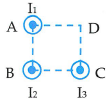 I₁
A D
B C
I₂ I₃